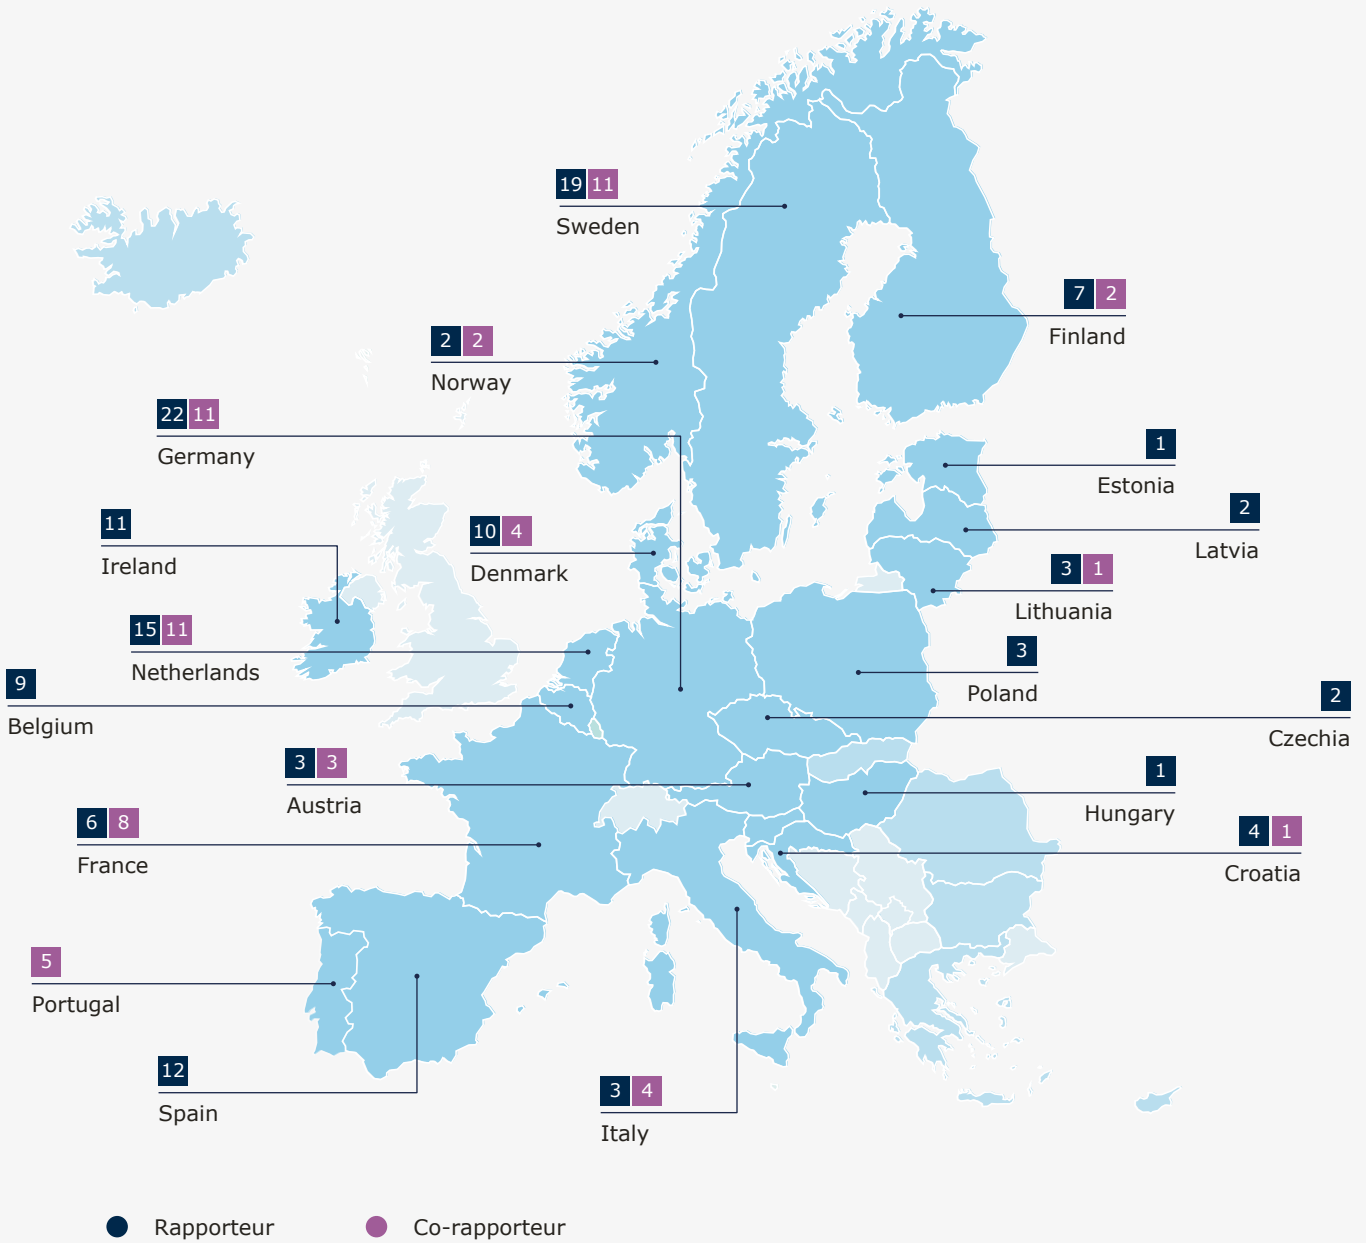 19 11
Sweden
7 2
Finland
2 2
Norway
22 11
Germany
1
Estonia
2
Latvia
11
Ireland
10 4
Denmark
3 1
Lithuania
15 11
Netherlands
3
Poland
9
Belgium
2
Czechia
3 3
Austria
1
Hungary
6 8
France
4 1
Croatia
5
Portugal
12
Spain
3 4
Italy
Rapporteur
Co-rapporteur